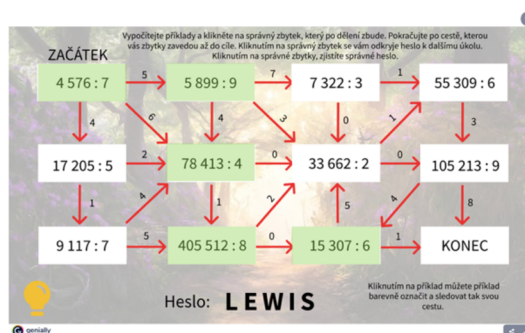 Vypočítejte příklady a klikněte na správný zbytek, který po dělení zbude. Pokračujte po cestě, kterou
vás zbytky zavedou až do cíle. Kliknutím na správný zbytek se vám odkryje heslo k dalšímu úkolu.
Kliknutím na správné zbytky, zjistíte správné heslo.
ZAČÁTEK
4 576 : 7
5
5 899 : 9
7
7 322 : 3
1
55 309 : 6
4
6
4
3
0
1
3
17 205 : 5
2
78 413 : 4
0
33 662 : 2
0
105 213 : 9
1
4
1
2
5
4
8
9 117 : 7
5
405 512 : 8
0
15 307 : 6
1
KONEC
Kliknutím na příklad můžete příklad
barevně označit a sledovat tak svou
cestu.
Heslo: LEWIS
genially